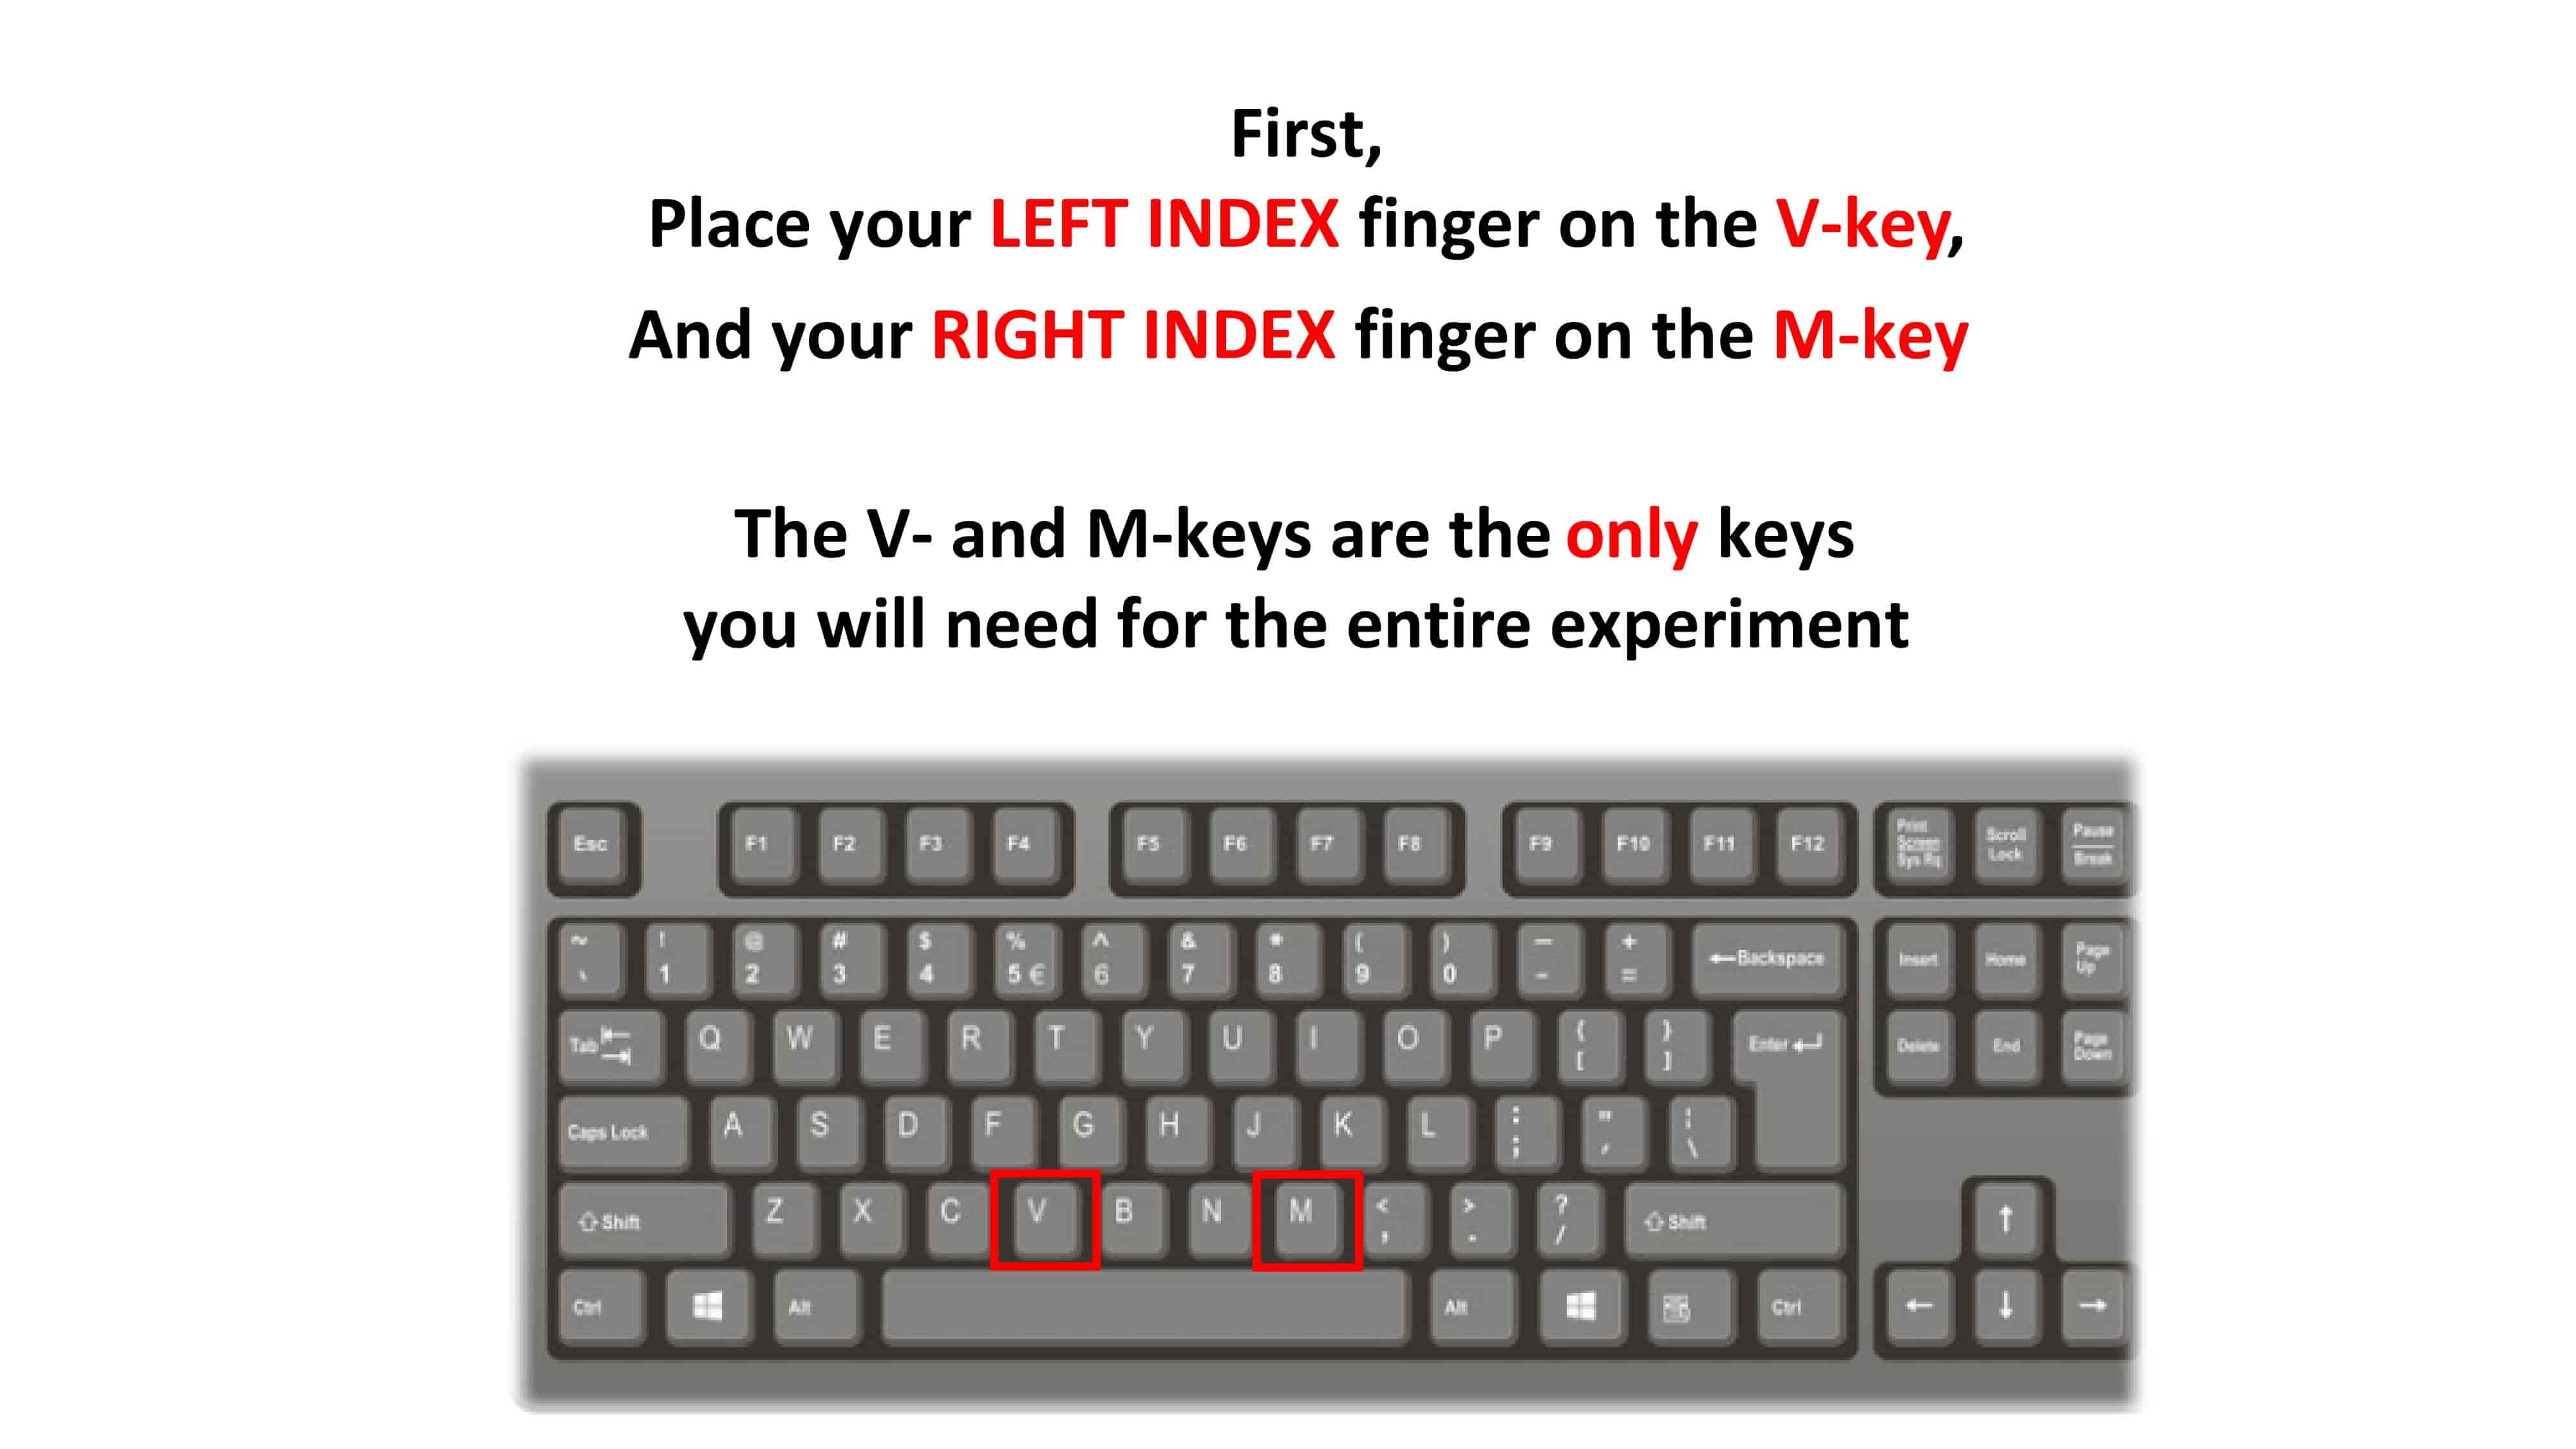 First,
Place your LEFT INDEX finger on the V-key,
And your RIGHT INDEX finger on the M-key
The V- and M-keys are the only keys
you will need for the entire experiment
Esc F1 F2 F3 F4 F5 F6 F7 F8 F9 F10 F11 F12 Print Screen Sys Rq Scroll Lock Pause Break
~ ! @ # $ % ^ & * ( ) — +
` 1 2 3 4 5 € 6 7 8 9 0 - = ←Backspace Insert Home Page Up
Tab Q W E R T Y U I O P { [ } ] Enter Delete End Page Down
Caps Lock A S D F G H J K L : ; " ' ¦ \
⇧ Shift Z X C V B N M < , > . ? / ⇧ Shift ↑
Ctrl Alt Alt Ctrl ← ↓ →